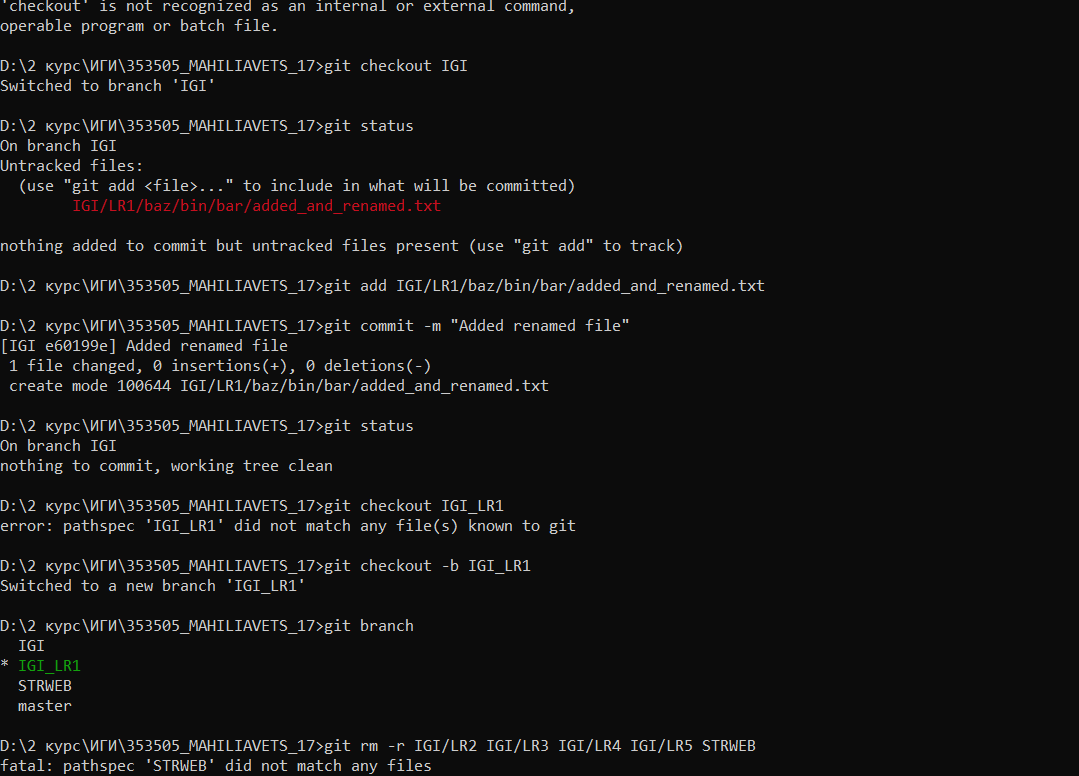 'checkout' is not recognized as an internal or external command,
operable program or batch file.
D:\2 курс\ИГИ\353505_MAHILIAVETS_17>git checkout IGI
Switched to branch 'IGI'
D:\2 курс\ИГИ\353505_MAHILIAVETS_17>git status
On branch IGI
Untracked files:
  (use "git add <file>..." to include in what will be committed)
        IGI/LR1/baz/bin/bar/added_and_renamed.txt
nothing added to commit but untracked files present (use "git add" to track)
D:\2 курс\ИГИ\353505_MAHILIAVETS_17>git add IGI/LR1/baz/bin/bar/added_and_renamed.txt
D:\2 курс\ИГИ\353505_MAHILIAVETS_17>git commit -m "Added renamed file"
[IGI e60199e] Added renamed file
 1 file changed, 0 insertions(+), 0 deletions(-)
 create mode 100644 IGI/LR1/baz/bin/bar/added_and_renamed.txt
D:\2 курс\ИГИ\353505_MAHILIAVETS_17>git status
On branch IGI
nothing to commit, working tree clean
D:\2 курс\ИГИ\353505_MAHILIAVETS_17>git checkout IGI_LR1
error: pathspec 'IGI_LR1' did not match any file(s) known to git
D:\2 курс\ИГИ\353505_MAHILIAVETS_17>git checkout -b IGI_LR1
Switched to a new branch 'IGI_LR1'
D:\2 курс\ИГИ\353505_MAHILIAVETS_17>git branch
  IGI
* IGI_LR1
  STRWEB
  master
D:\2 курс\ИГИ\353505_MAHILIAVETS_17>git rm -r IGI/LR2 IGI/LR3 IGI/LR4 IGI/LR5 STRWEB
fatal: pathspec 'STRWEB' did not match any files